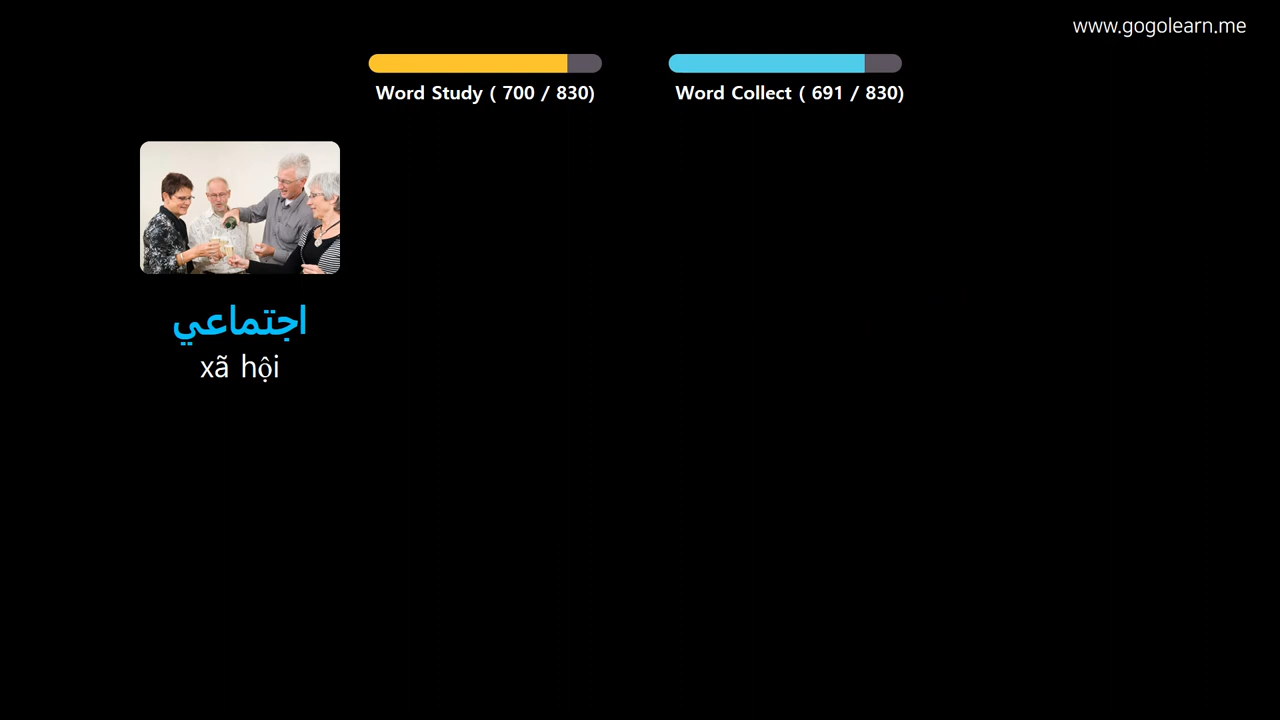 www.gogolearn.me
Word Study ( 700 / 830)
Word Collect ( 691 / 830)
اجتماعي
xã hội